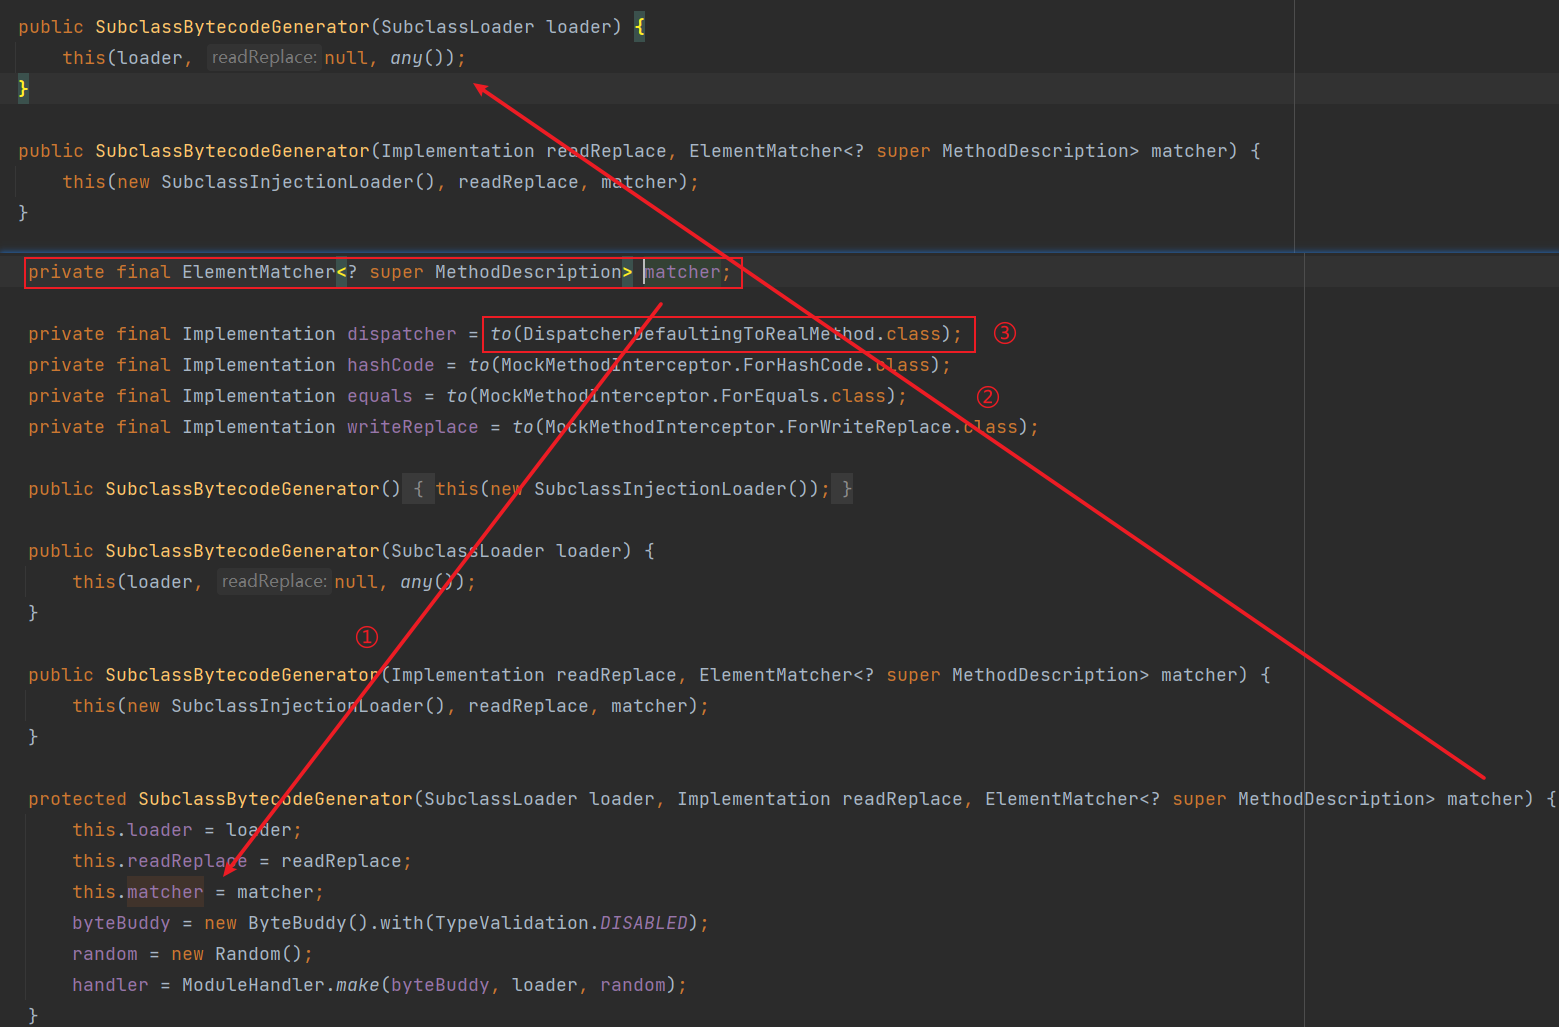 public SubclassBytecodeGenerator(SubclassLoader loader) {
    this(loader, readReplace: null, any());
}
public SubclassBytecodeGenerator(Implementation readReplace, ElementMatcher<? super MethodDescription> matcher) {
    this(new SubclassInjectionLoader(), readReplace, matcher);
}
private final ElementMatcher<? super MethodDescription> matcher;
private final Implementation dispatcher = to(DispatcherDefaultingToRealMethod.class); ③
private final Implementation hashCode = to(MockMethodInterceptor.ForHashCode.class);
private final Implementation equals = to(MockMethodInterceptor.ForEquals.class); ②
private final Implementation writeReplace = to(MockMethodInterceptor.ForWriteReplace.class);
public SubclassBytecodeGenerator() { this(new SubclassInjectionLoader()); }
public SubclassBytecodeGenerator(SubclassLoader loader) {
    this(loader, readReplace: null, any());
}
①
public SubclassBytecodeGenerator(Implementation readReplace, ElementMatcher<? super MethodDescription> matcher) {
    this(new SubclassInjectionLoader(), readReplace, matcher);
}
protected SubclassBytecodeGenerator(SubclassLoader loader, Implementation readReplace, ElementMatcher<? super MethodDescription> matcher) {
    this.loader = loader;
    this.readReplace = readReplace;
    this.matcher = matcher;
    byteBuddy = new ByteBuddy().with(TypeValidation.DISABLED);
    random = new Random();
    handler = ModuleHandler.make(byteBuddy, loader, random);
}